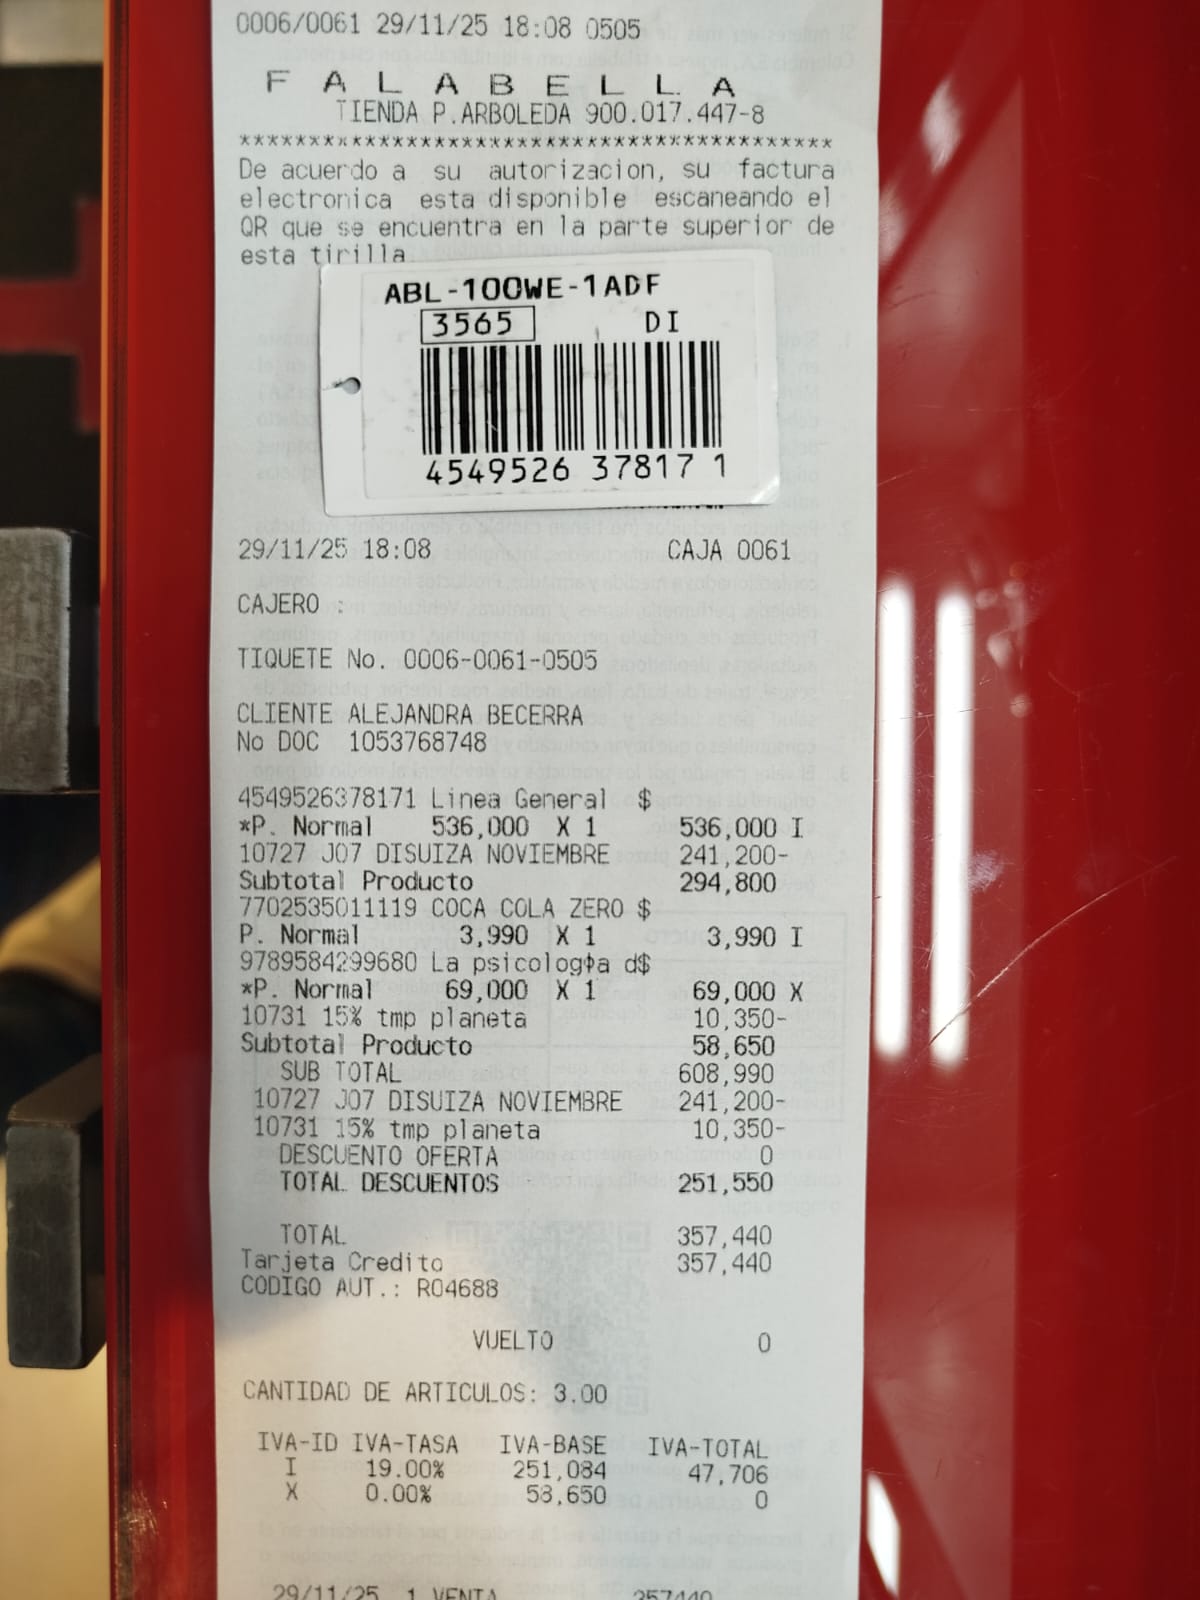 0006/0061 29/11/25 18:08 0505
F A L A B E L L A
TIENDA P.ARBOLEDA 900.017.447-8
*******************************************
De acuerdo a su autorizacion, su factura
electronica esta disponible escaneando el
QR que se encuentra en la parte superior de
esta tirilla
ABL-100WE-1ADF
3565 DI
4549526 37817 1
29/11/25 18:08 CAJA 0061
CAJERO :
TIQUETE No. 0006-0061-0505
CLIENTE ALEJANDRA BECERRA
No DOC 1053768748
4549526378171 Linea General $
*P. Normal 536,000 X 1 536,000 I
10727 J07 DISUIZA NOVIEMBRE 241,200-
Subtotal Producto 294,800
7702535011119 COCA COLA ZERO $
P. Normal 3,990 X 1 3,990 I
9789584299680 La psicologɸa d$
*P. Normal 69,000 X 1 69,000 X
10731 15% tmp planeta 10,350-
Subtotal Producto 58,650
SUB TOTAL 608,990
10727 J07 DISUIZA NOVIEMBRE 241,200-
10731 15% tmp planeta 10,350-
DESCUENTO OFERTA 0
TOTAL DESCUENTOS 251,550
TOTAL 357,440
Tarjeta Credito 357,440
CODIGO AUT.: R04688
VUELTO 0
CANTIDAD DE ARTICULOS: 3.00
IVA-ID IVA-TASA IVA-BASE IVA-TOTAL
I 19.00% 251,084 47,706
X 0.00% 58,650 0
29/11/25 1 VENTA 357440